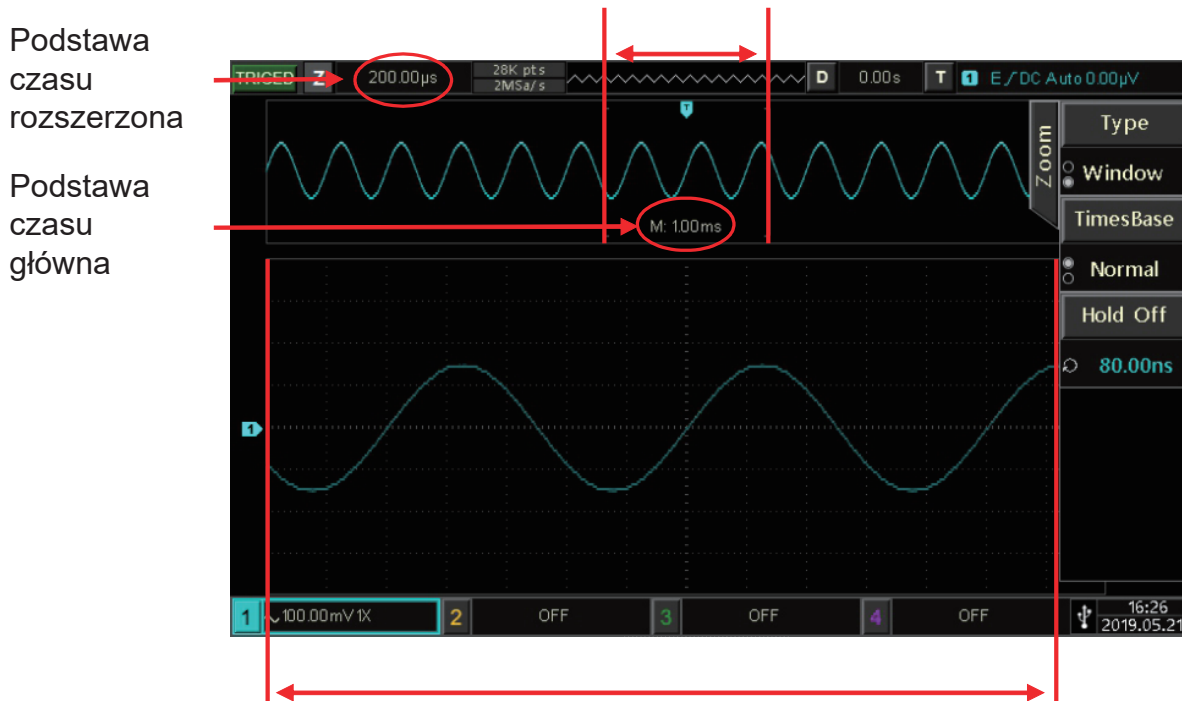 Podstawa
czasu
rozszerzona
Podstawa
czasu
główna
TRIGED Z 200.00μs 28K pts D 0.00s T 1 E DC Auto 0.00μV
2MSa/s
T
Zoom
Type
Window
M: 1.00ms
TimesBase
Normal
Hold Off
80.00ns
1
1 100.00mV 1X 2 OFF 3 OFF 4 OFF 16:26
2019.05.21